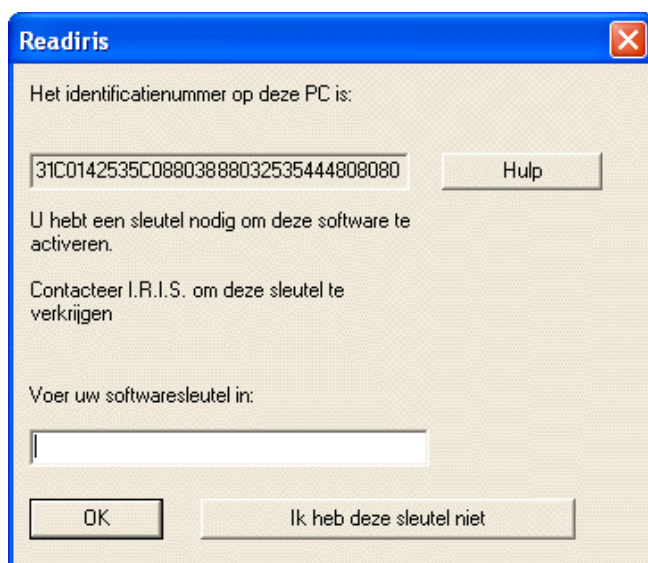 Readiris
Het identificatienummer op deze PC is:
31C0142535C08803888032535444808080
Hulp
U hebt een sleutel nodig om deze software te
activeren.
Contacteer I.R.I.S. om deze sleutel te
verkrijgen
Voer uw softwaresleutel in:
OK
Ik heb deze sleutel niet